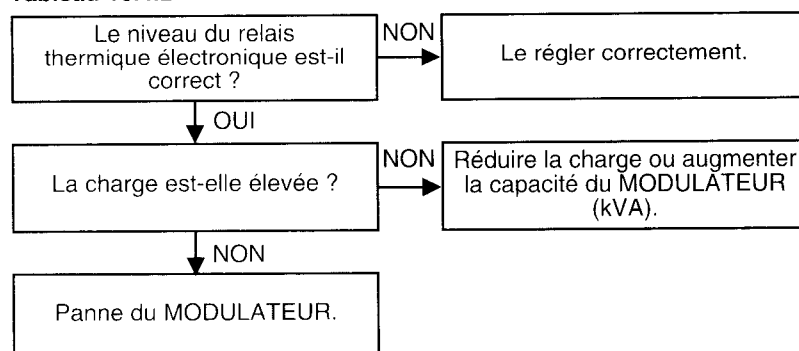 Le niveau du relais
thermique électronique est-il
correct ?
NON
Le régler correctement.
OUI
La charge est-elle élevée ?
NON
Réduire la charge ou augmenter
la capacité du MODULATEUR
(kVA).
NON
Panne du MODULATEUR.